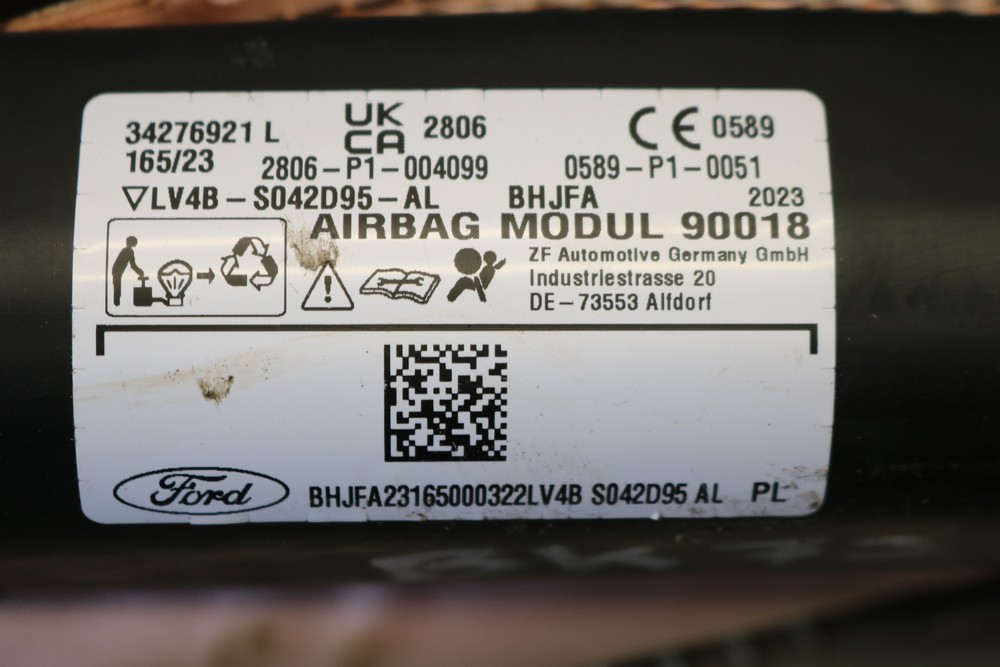 34276921 L UK CA 2806 CE 0589
165/23 2806-P1-004099 0589-P1-0051
▽LV4B-S042D95-AL BHJFA 2023
AIRBAG MODUL 90018
ZF Automotive Germany GmbH
Industriestrasse 20
DE-73553 Alfdorf
Ford BHJFA23165000322LV4B S042D95 AL PL